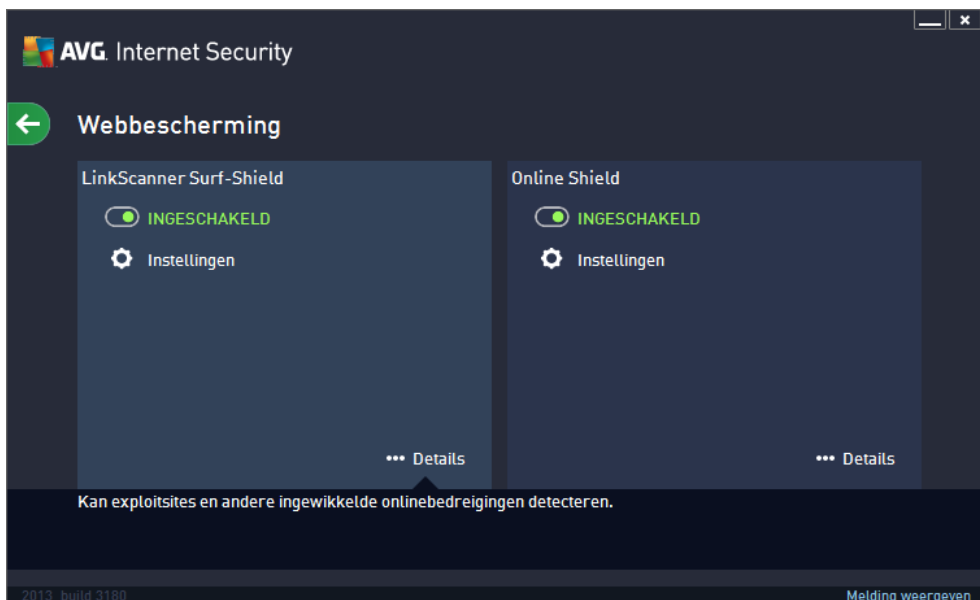 AVG. Internet Security
Webbescherming
LinkScanner Surf-Shield
INGESCHAKELD
Instellingen
Details
Online Shield
INGESCHAKELD
Instellingen
Details
Kan exploitsites en andere ingewikkelde onlinebedreigingen detecteren.
2013 build 3180
Melding weergeven